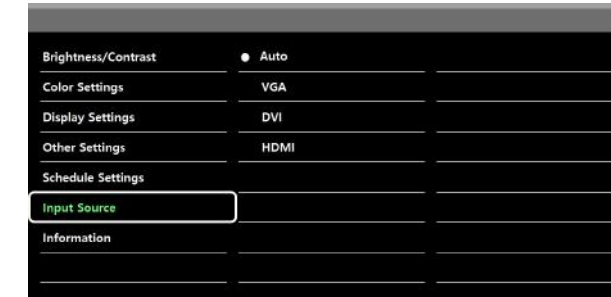 Brightness/Contrast
Auto
Color Settings
VGA
Display Settings
DVI
Other Settings
HDMI
Schedule Settings
Input Source
Information